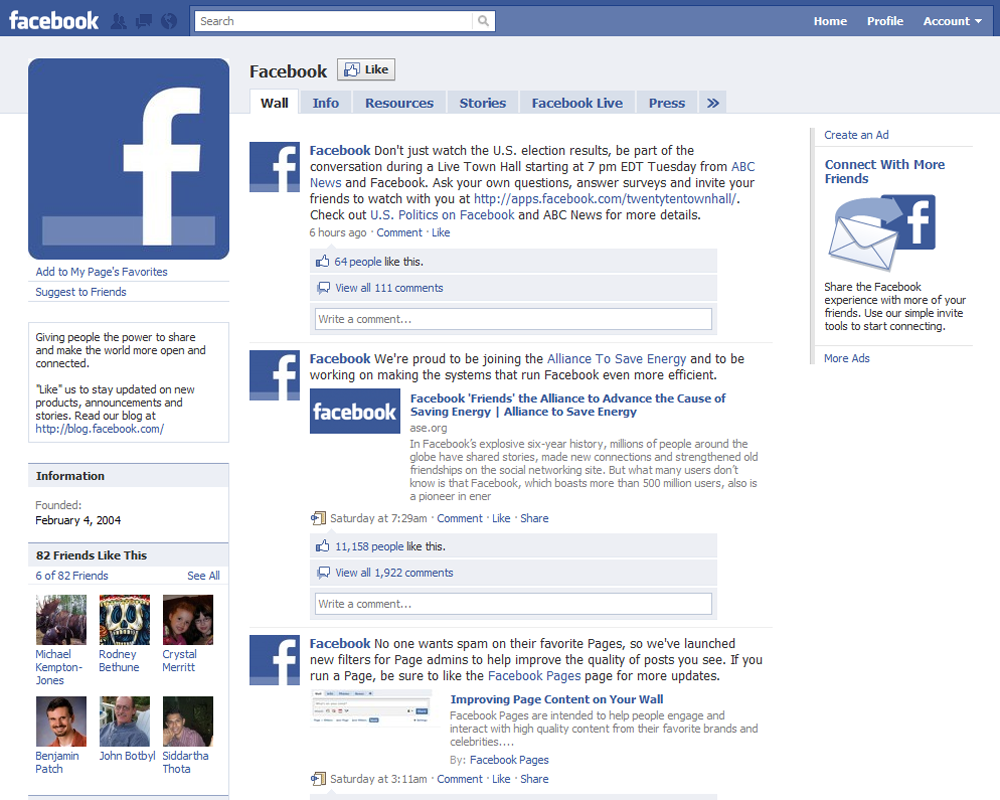 facebook
Search
Home Profile Account
Facebook Like
Wall Info Resources Stories Facebook Live Press »
Add to My Page's Favorites
Suggest to Friends
Giving people the power to share
and make the world more open and
connected.
"Like" us to stay updated on new
products, announcements and
stories. Read our blog at
http://blog.facebook.com/
Information
Founded:
February 4, 2004
82 Friends Like This
6 of 82 Friends See All
Michael
Kempton-
Jones
Rodney
Bethune
Crystal
Merritt
Benjamin
Patch
John Botbyl
Siddartha
Thota
Facebook Don't just watch the U.S. election results, be part of the
conversation during a Live Town Hall starting at 7 pm EDT Tuesday from ABC
News and Facebook. Ask your own questions, answer surveys and invite your
friends to watch with you at http://apps.facebook.com/twentytentownhall/.
Check out U.S. Politics on Facebook and ABC News for more details.
6 hours ago · Comment · Like
64 people like this.
View all 111 comments
Write a comment...
Facebook We're proud to be joining the Alliance To Save Energy and to be
working on making the systems that run Facebook even more efficient.
facebook
Facebook 'Friends' the Alliance to Advance the Cause of
Saving Energy | Alliance to Save Energy
ase.org
In Facebook's explosive six-year history, millions of people around the
globe have shared stories, made new connections and strengthened old
friendships on the social networking site. But what many users don't
know is that Facebook, which boasts more than 500 million users, also is
a pioneer in ener
Saturday at 7:29am · Comment · Like · Share
11,158 people like this.
View all 1,922 comments
Write a comment...
Facebook No one wants spam on their favorite Pages, so we've launched
new filters for Page admins to help improve the quality of posts you see. If you
run a Page, be sure to like the Facebook Pages page for more updates.
Improving Page Content on Your Wall
Facebook Pages are intended to help people engage and
interact with high quality content from their favorite brands and
celebrities....
By: Facebook Pages
Saturday at 3:11am · Comment · Like · Share
Create an Ad
Connect With More
Friends
Share the Facebook
experience with more of your
friends. Use our simple invite
tools to start connecting.
More Ads